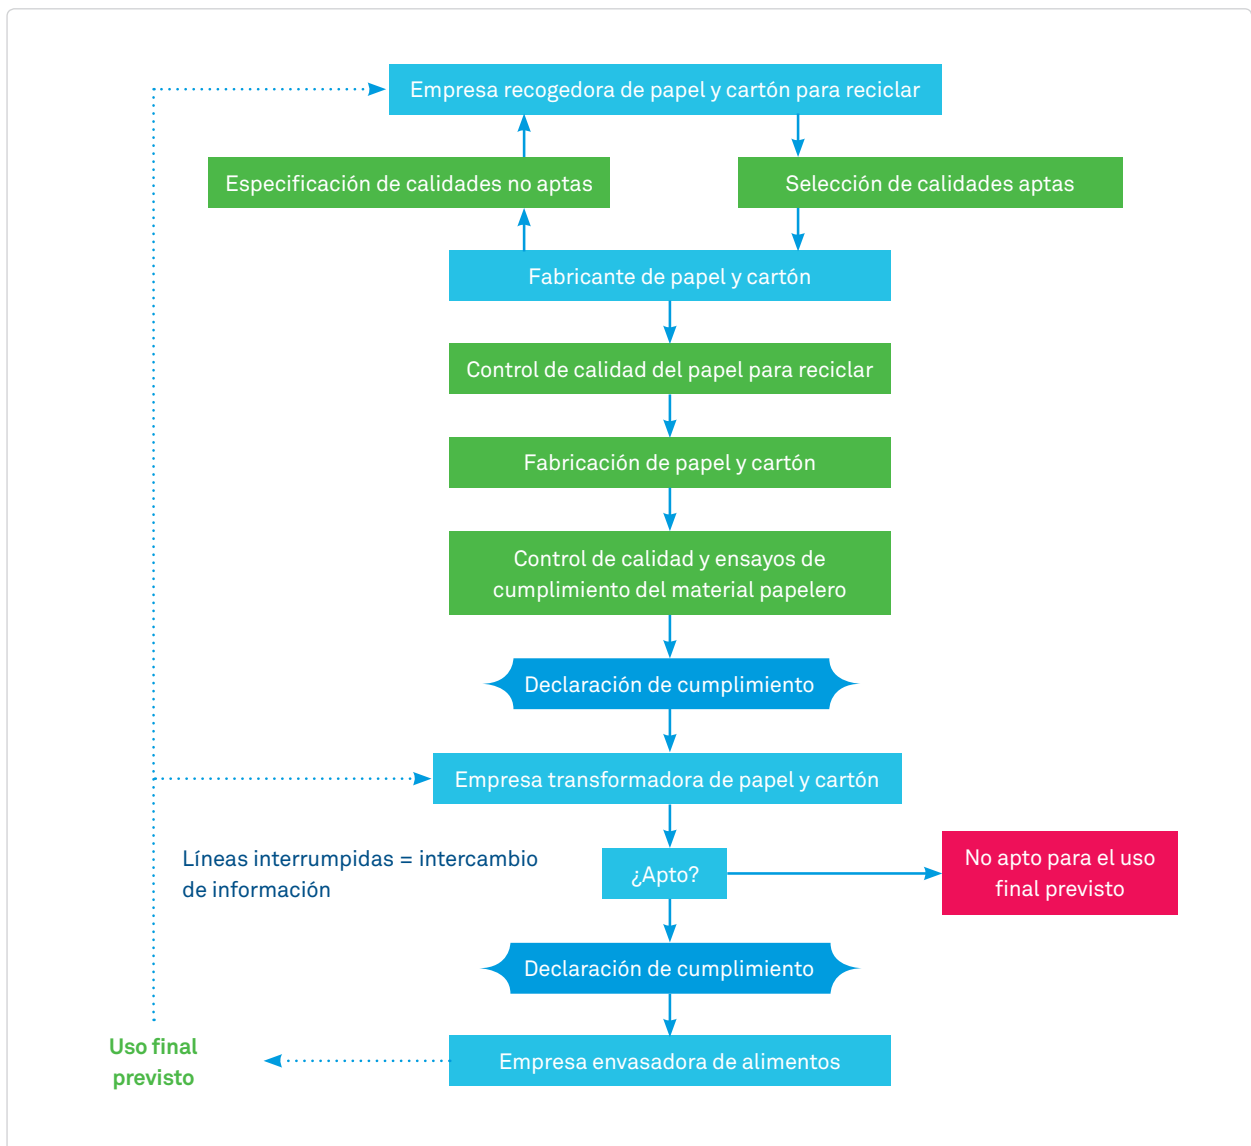 Empresa recogedora de papel y cartón para reciclar
Especificación de calidades no aptas
Selección de calidades aptas
Fabricante de papel y cartón
Control de calidad del papel para reciclar
Fabricación de papel y cartón
Control de calidad y ensayos de
cumplimiento del material papelero
Declaración de cumplimiento
Empresa transformadora de papel y cartón
Líneas interrumpidas = intercambio
de información
¿Apto?
No apto para el uso
final previsto
Declaración de cumplimiento
Uso final
previsto
Empresa envasadora de alimentos